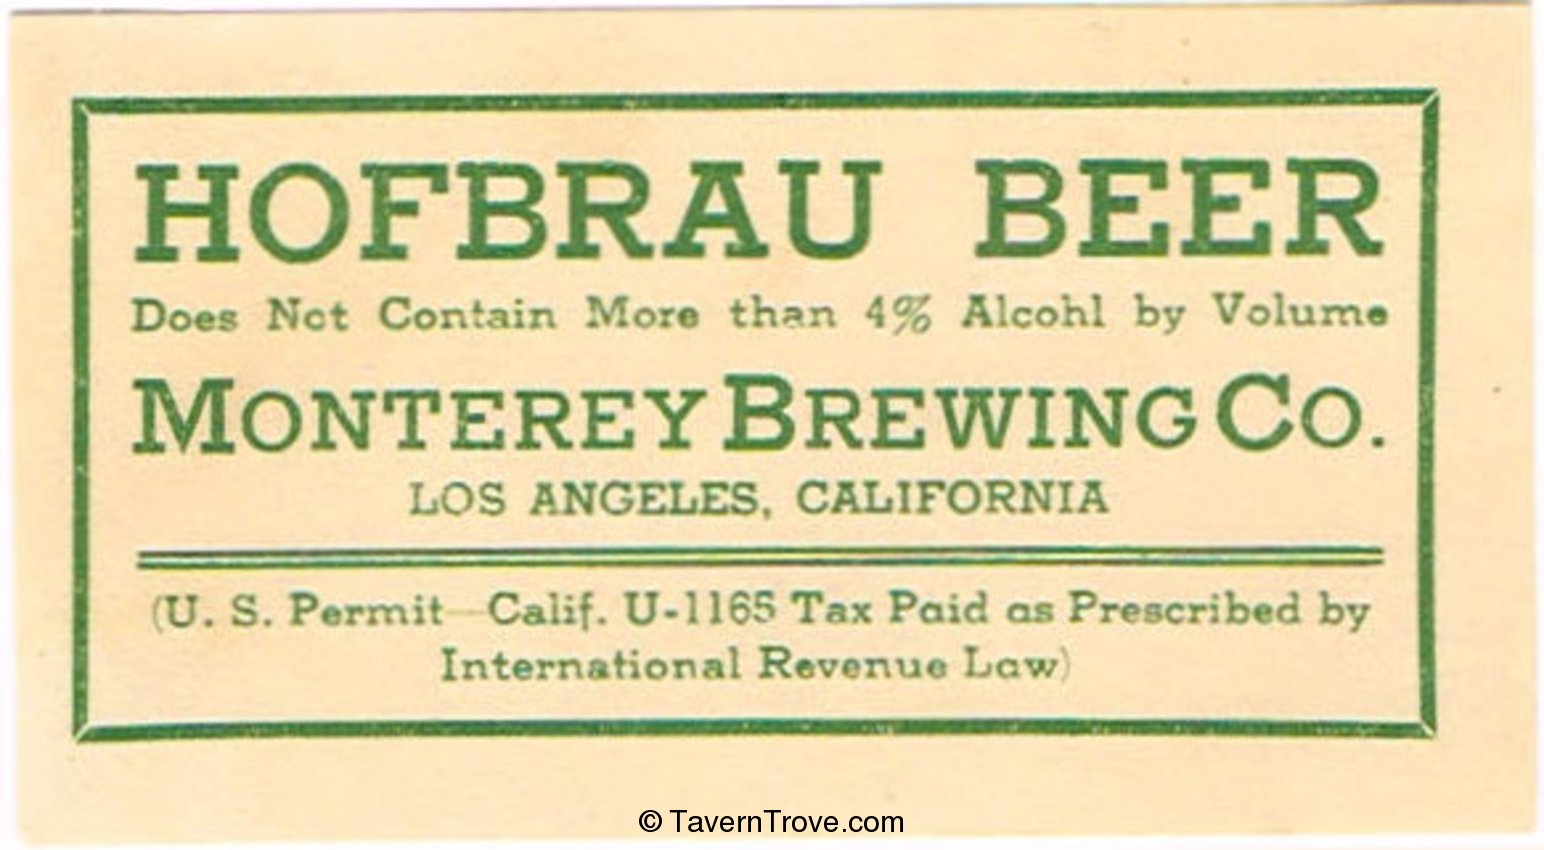 HOFBRAU BEER
Does Not Contain More than 4% Alcohl by Volume
MONTEREY BREWING CO.
LOS ANGELES, CALIFORNIA
(U. S. Permit—Calif. U-1165 Tax Paid as Prescribed by
International Revenue Law)
© TavernTrove.com